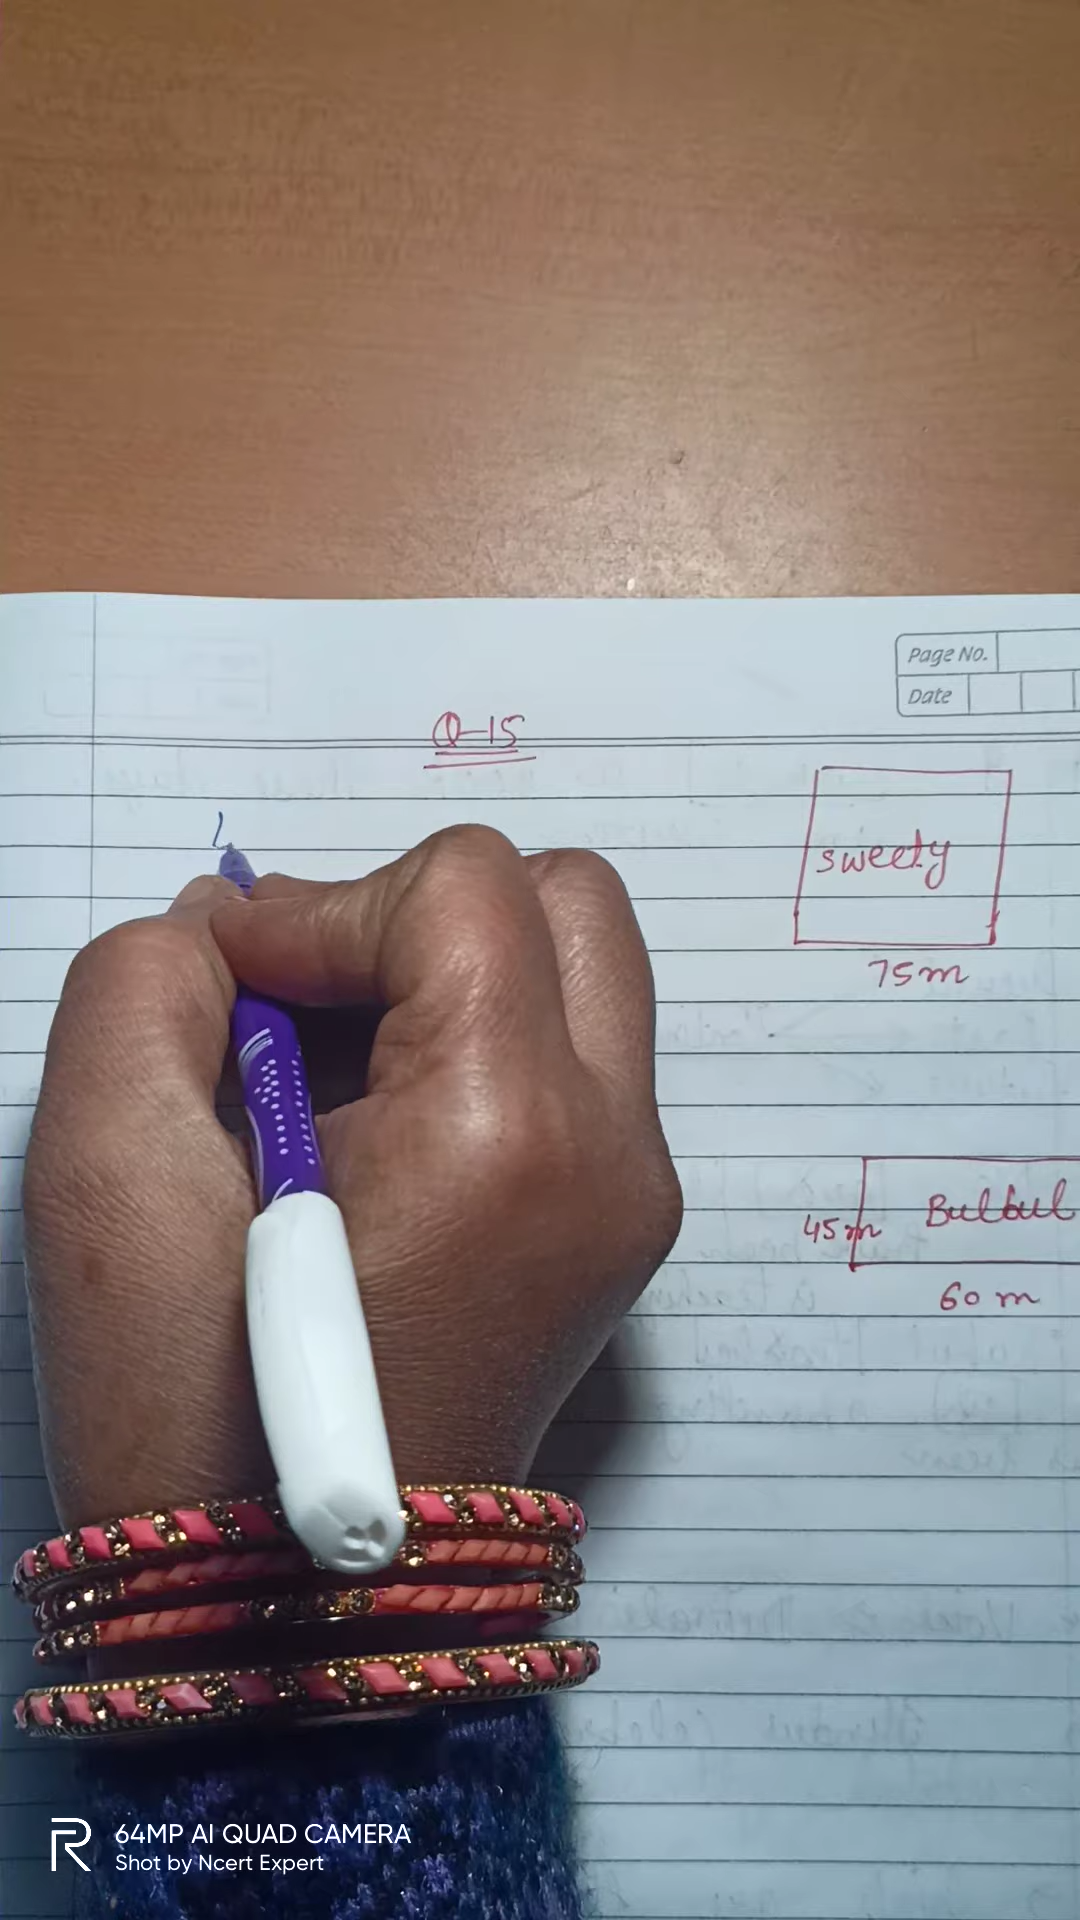 Page No.
Date
Q-15
sweety
75m
45m
Bulbul
60 m
64MP AI QUAD CAMERA
Shot by Ncert Expert